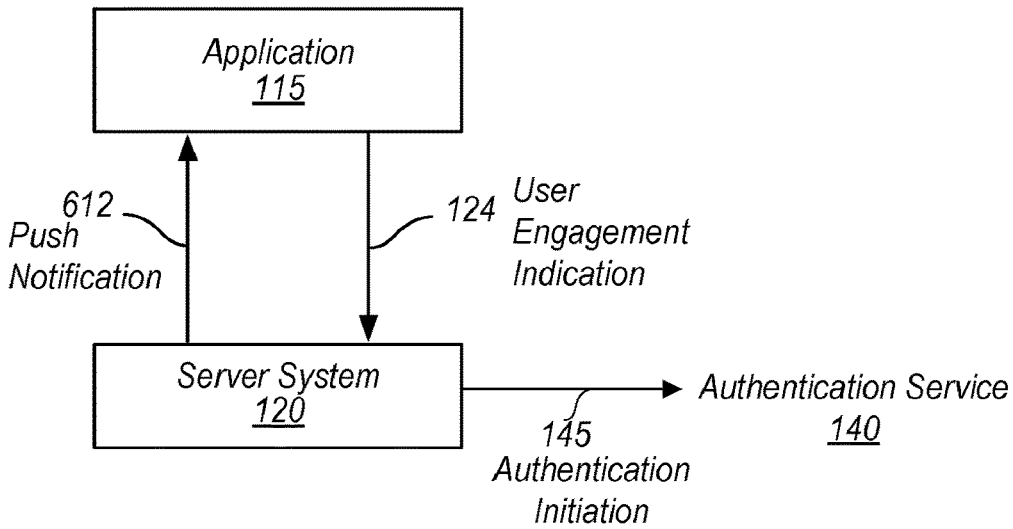 Application
115
612
Push
Notification
124 User
Engagement
Indication
Server System
120
145
Authentication
Initiation
Authentication Service
140